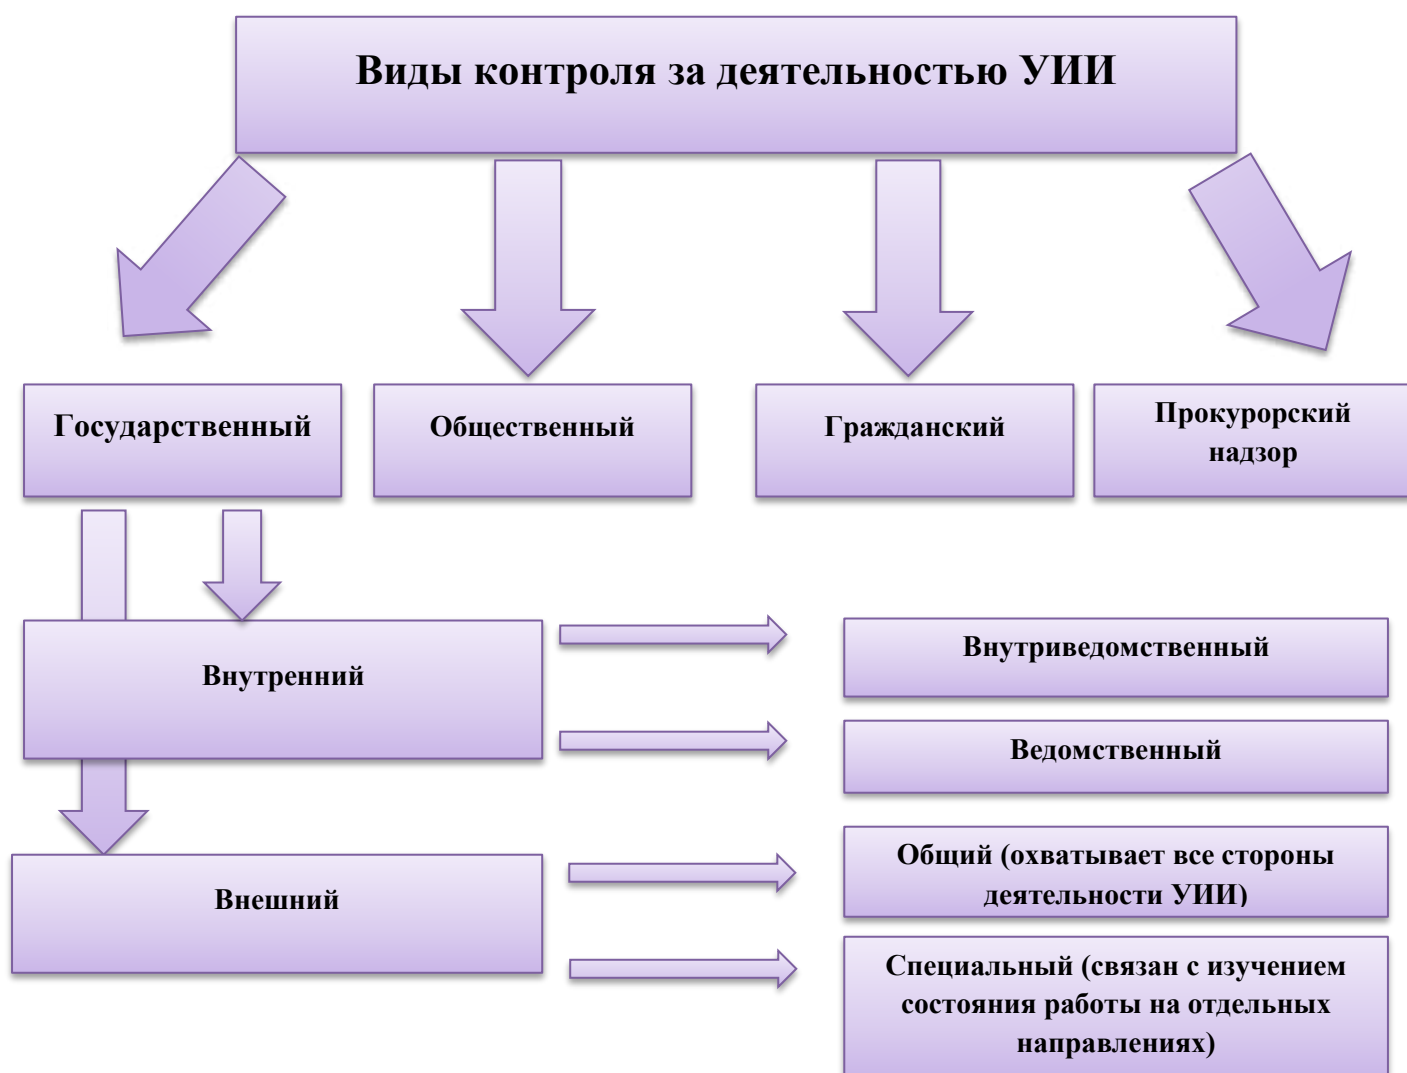 Виды контроля за деятельностью УИИ
Государственный
Общественный
Гражданский
Прокурорский
надзор
Внутренний
Внутриведомственный
Ведомственный
Внешний
Общий (охватывает все стороны
деятельности УИИ)
Специальный (связан с изучением
состояния работы на отдельных
направлениях)